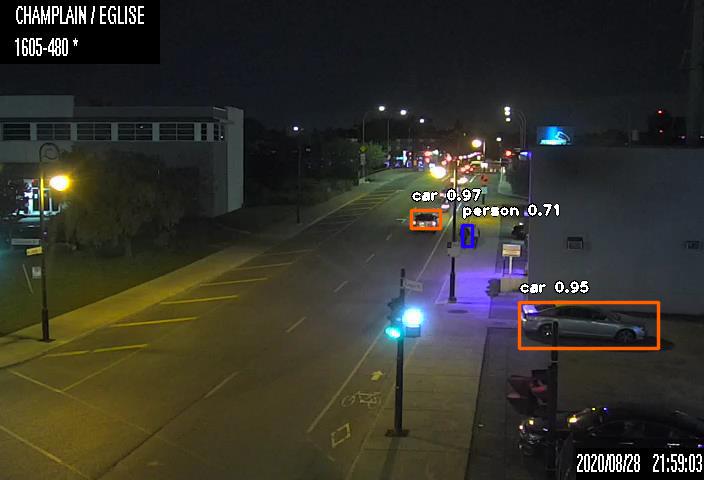 CHAMPLAIN / EGLISE
1605-480 *
car 0.97
person 0.71
car 0.95
2020/08/28 21:59:03